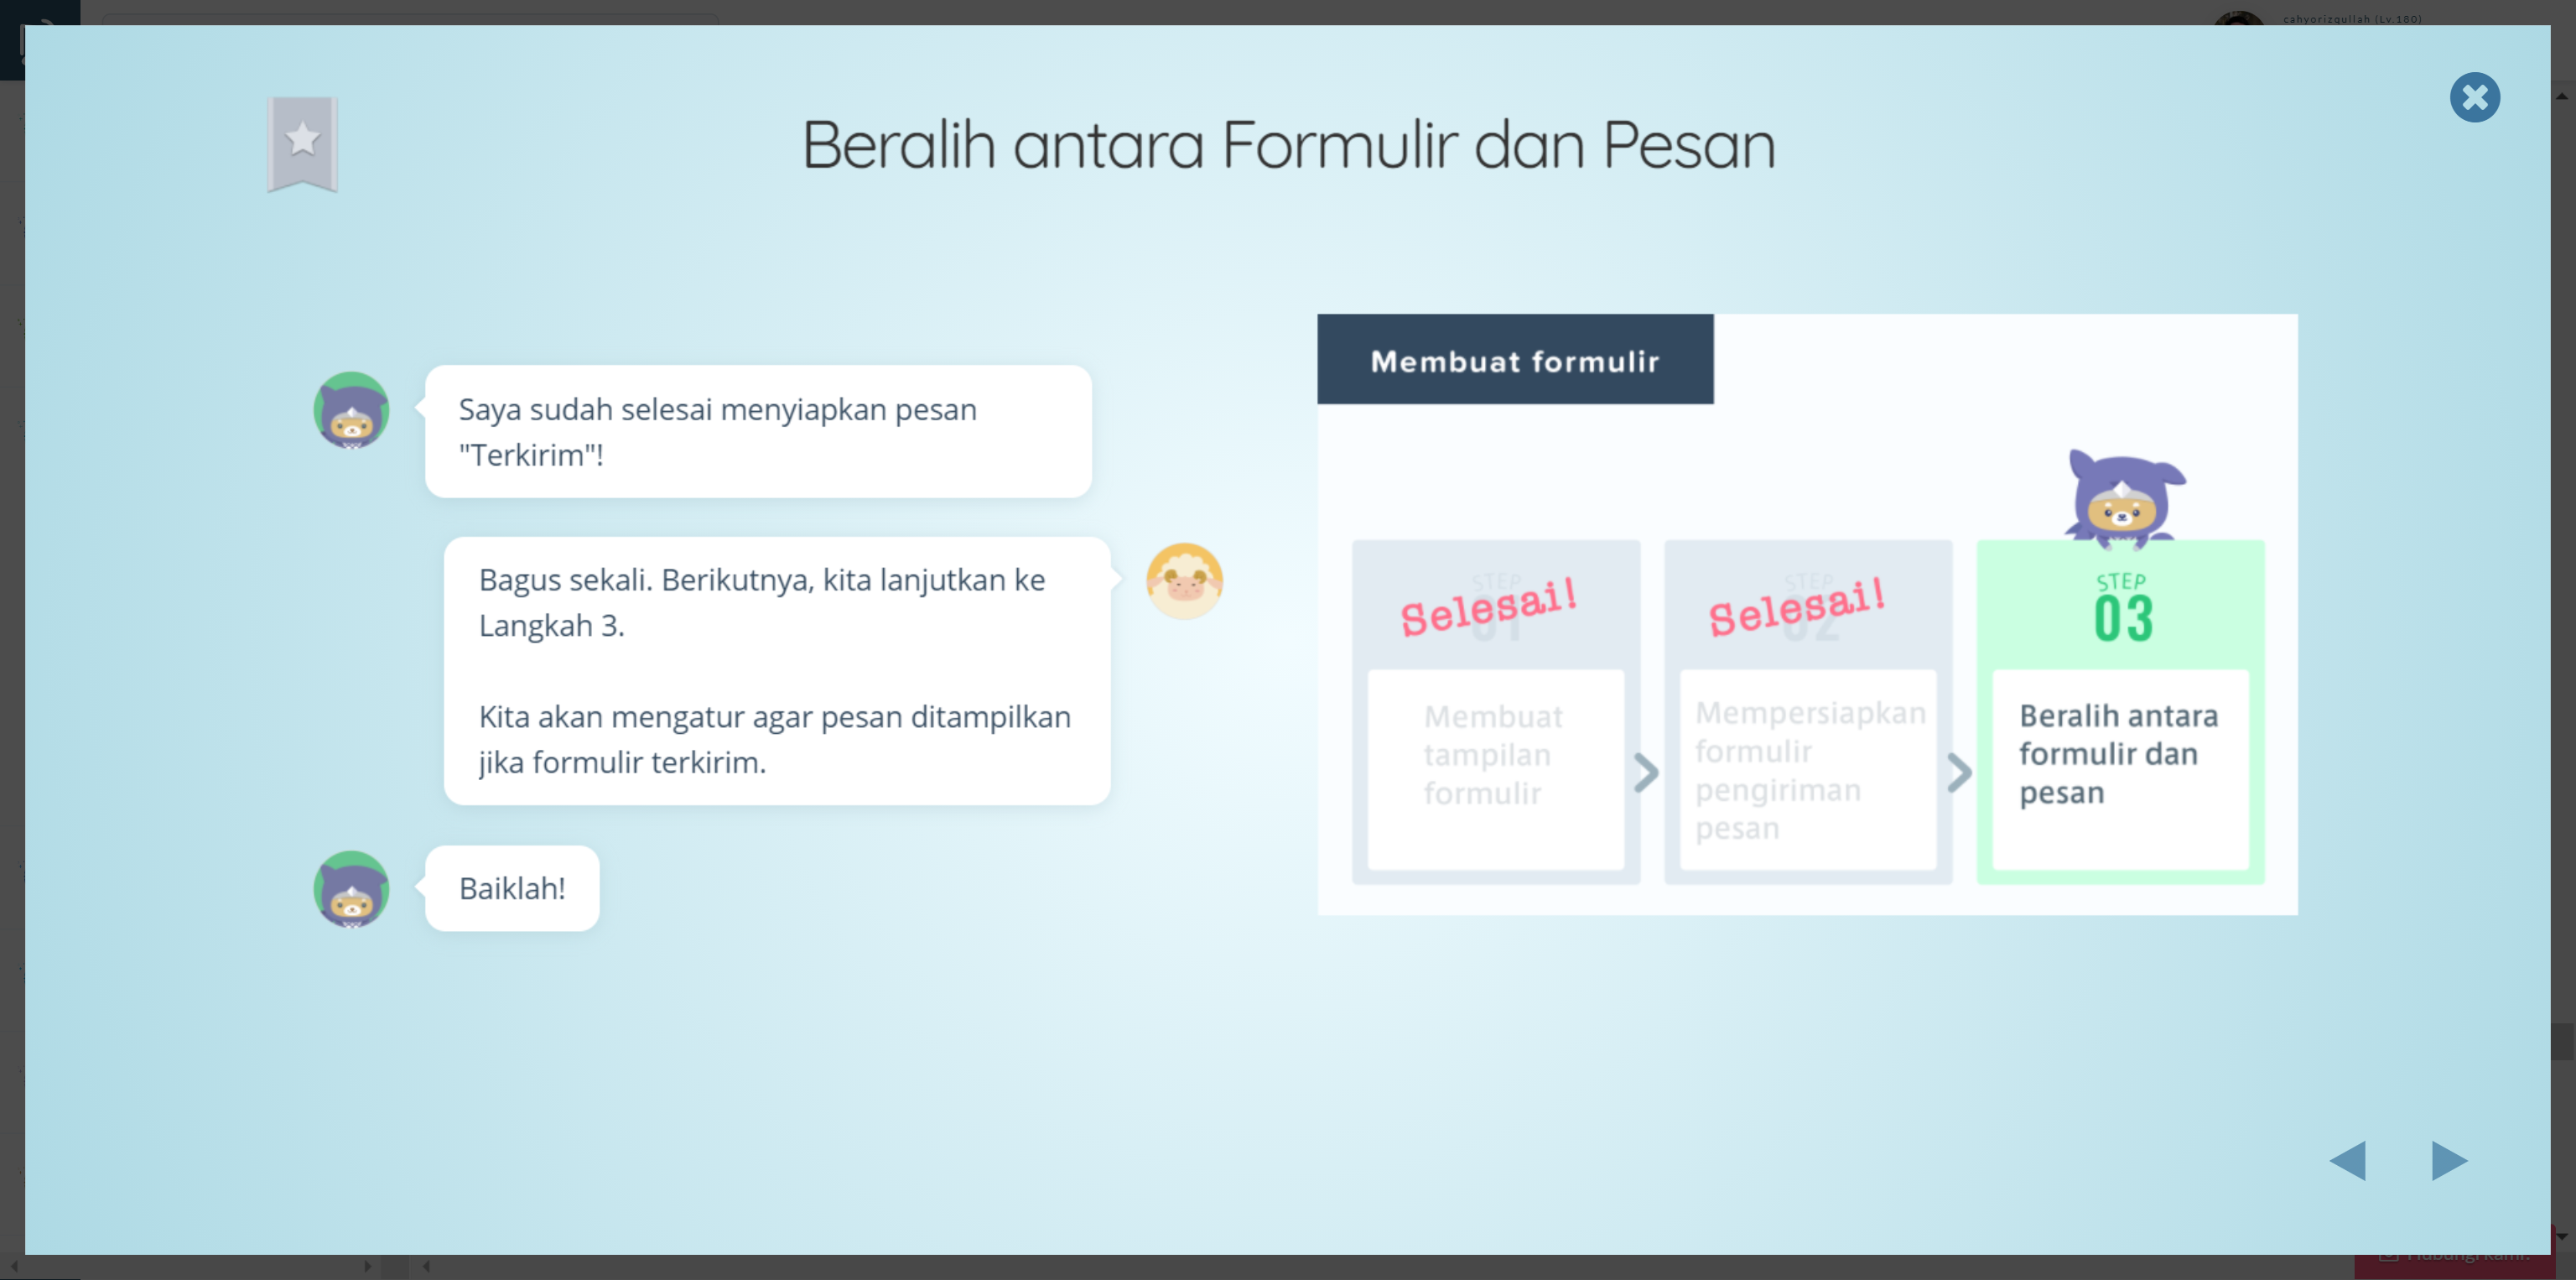 cahyorizqullah (Lv.180)
Beralih antara Formulir dan Pesan
Saya sudah selesai menyiapkan pesan
"Terkirim"!
Bagus sekali. Berikutnya, kita lanjutkan ke
Langkah 3.
Kita akan mengatur agar pesan ditampilkan
jika formulir terkirim.
Baiklah!
Membuat formulir
STEP
01
Selesai!
Membuat
tampilan
formulir
STEP
02
Selesai!
Mempersiapkan
formulir
pengiriman
pesan
STEP
03
Beralih antara
formulir dan
pesan